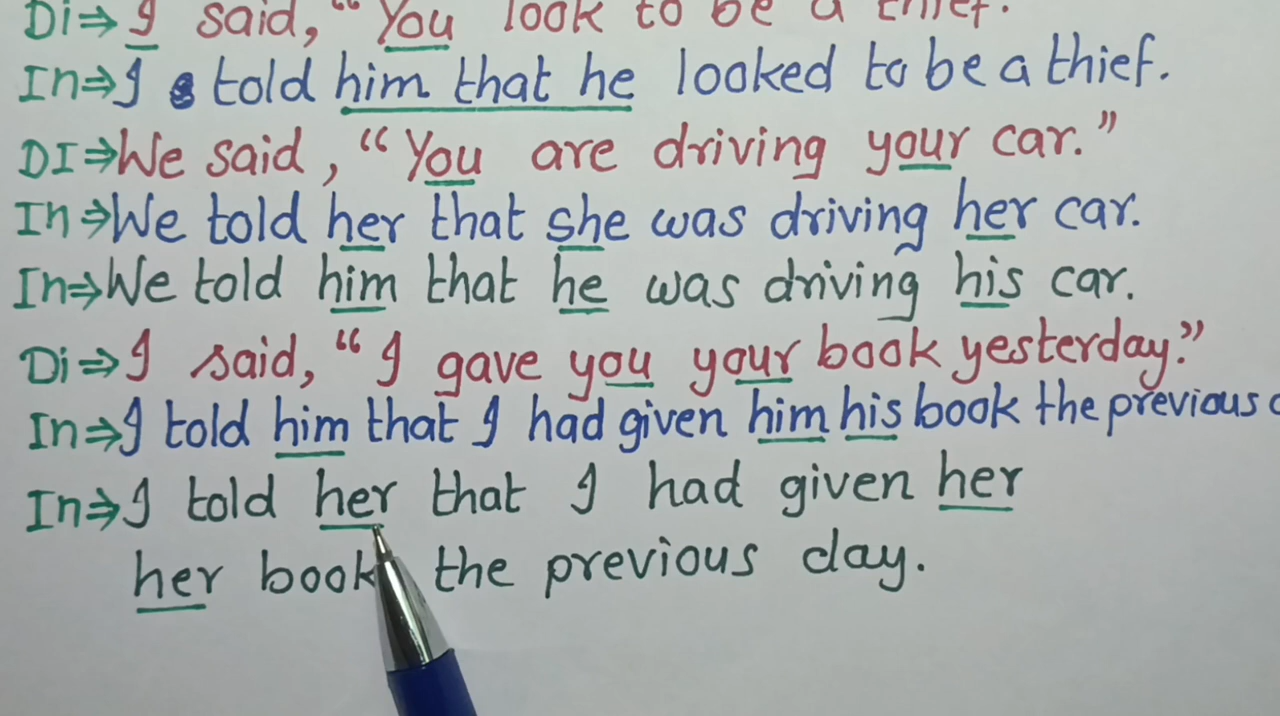 Di⇒ I said, "You look to be a thief.
In⇒ I told him that he looked to be a thief.
DI⇒ We said, "You are driving your car."
In⇒ We told her that she was driving her car.
In⇒ We told him that he was driving his car.
Di⇒ I said, "I gave you your book yesterday."
In⇒ I told him that I had given him his book the previous
In⇒ I told her that I had given her
her book the previous day.